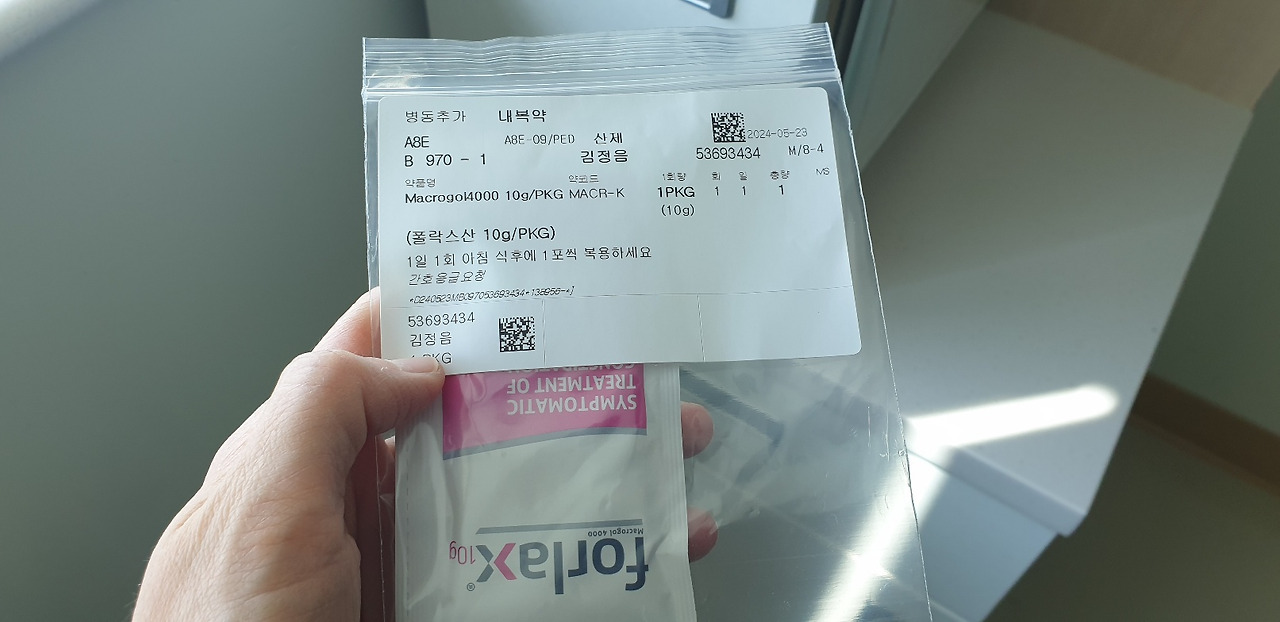 병동추가 내복약
A8E A8E-09/PED 산제 2024-05-23
B 970 - 1 김정음 53693434 M/8-4
약품명 약코드 1회량 회 일 총량 MS
Macrogol4000 10g/PKG MACR-K 1PKG 1 1 1
(10g)
(폴락스산 10g/PKG)
1일 1회 아침 식후에 1포씩 복용하세요
간호응급요청
53693434
김정음
PKG
CONSTIPATION
TREATMENT OF
SYMPTOMATIC
Macrogol 4000
forlax® 10g